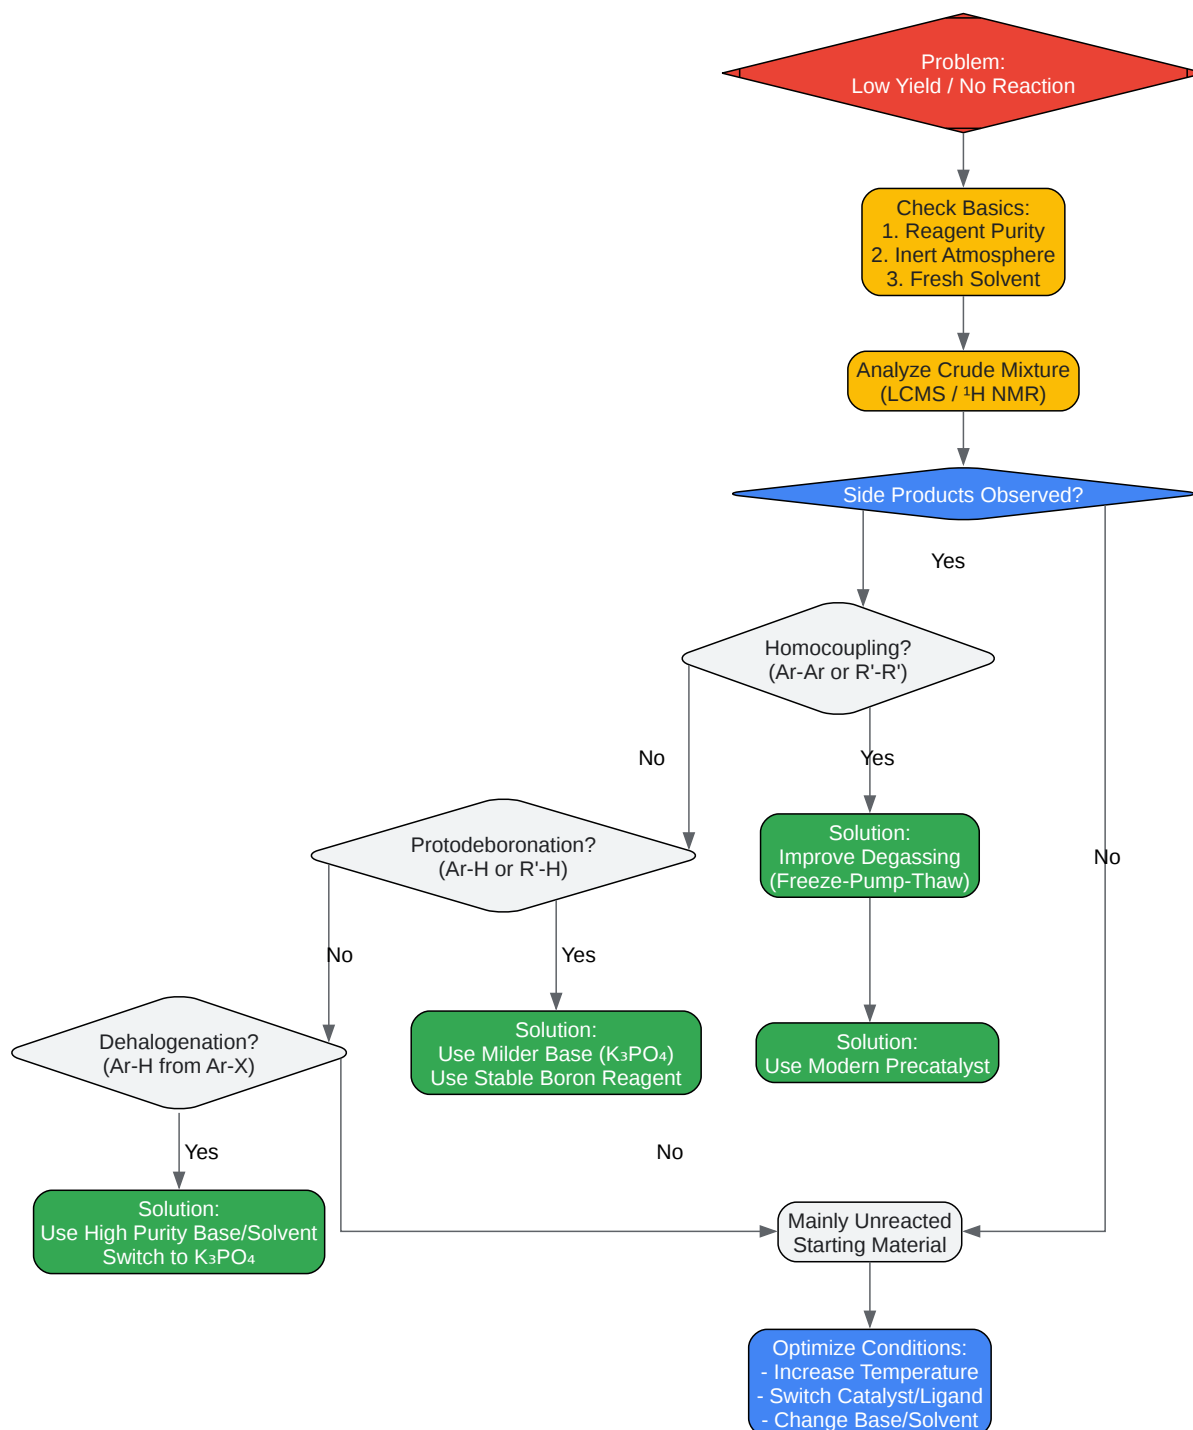 Problem:
Low Yield / No Reaction
Check Basics:
1. Reagent Purity
2. Inert Atmosphere
3. Fresh Solvent
Analyze Crude Mixture
(LCMS / ¹H NMR)
Side Products Observed?
Yes
Homocoupling?
(Ar-Ar or R'-R')
No
Yes
Protodeboronation?
(Ar-H or R'-H)
Solution:
Improve Degassing
(Freeze-Pump-Thaw)
No
No
Yes
Dehalogenation?
(Ar-H from Ar-X)
Solution:
Use Milder Base (K₃PO₄)
Use Stable Boron Reagent
Solution:
Use Modern Precatalyst
Yes
No
Solution:
Use High Purity Base/Solvent
Switch to K₃PO₄
Mainly Unreacted
Starting Material
Optimize Conditions:
- Increase Temperature
- Switch Catalyst/Ligand
- Change Base/Solvent